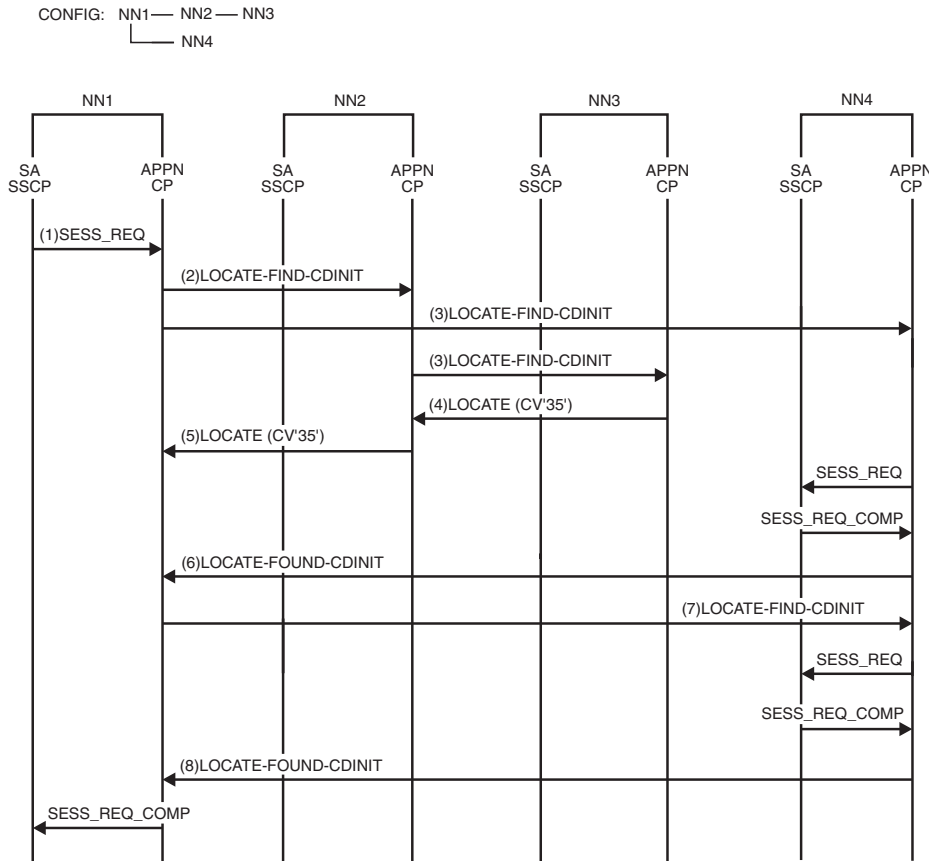 CONFIG: NN1 NN2 NN3
NN4
NN1 NN2 NN3 NN4
SA SSCP APPN CP SA SSCP APPN CP SA SSCP APPN CP SA SSCP APPN CP
(1)SESS_REQ
(2)LOCATE-FIND-CDINIT
(3)LOCATE-FIND-CDINIT
(3)LOCATE-FIND-CDINIT
(4)LOCATE (CV'35')
(5)LOCATE (CV'35')
SESS_REQ
SESS_REQ_COMP
(6)LOCATE-FOUND-CDINIT
(7)LOCATE-FIND-CDINIT
SESS_REQ
SESS_REQ_COMP
(8)LOCATE-FOUND-CDINIT
SESS_REQ_COMP